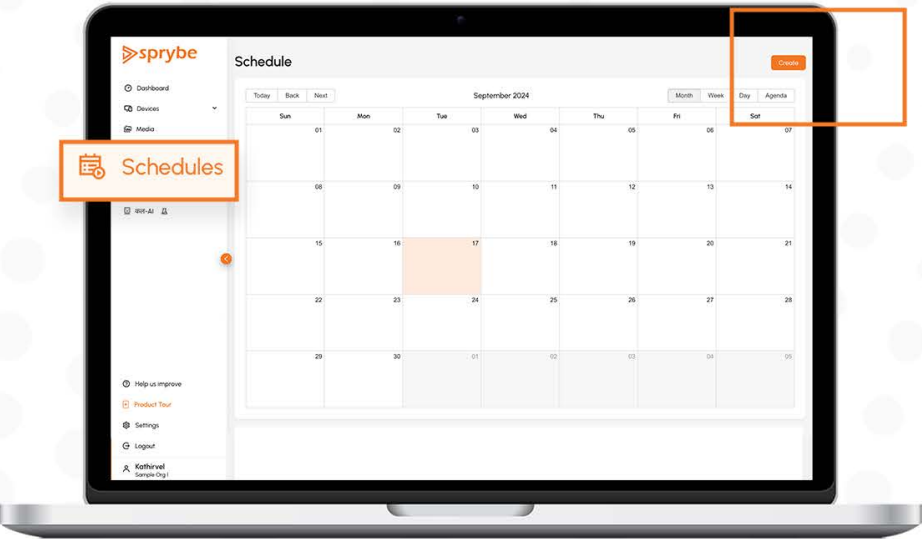 sprybe
Dashboard
Devices
Media
Schedules
कला-AI
Help us improve
Product Tour
Settings
Logout
Kathirvel
Sample Org 1
Schedule
Create
Today Back Next
September 2024
Month Week Day Agenda
Sun Mon Tue Wed Thu Fri Sat
01 02 03 04 05 06 07
08 09 10 11 12 13 14
15 16 17 18 19 20 21
22 23 24 25 26 27 28
29 30 01 02 03 04 05